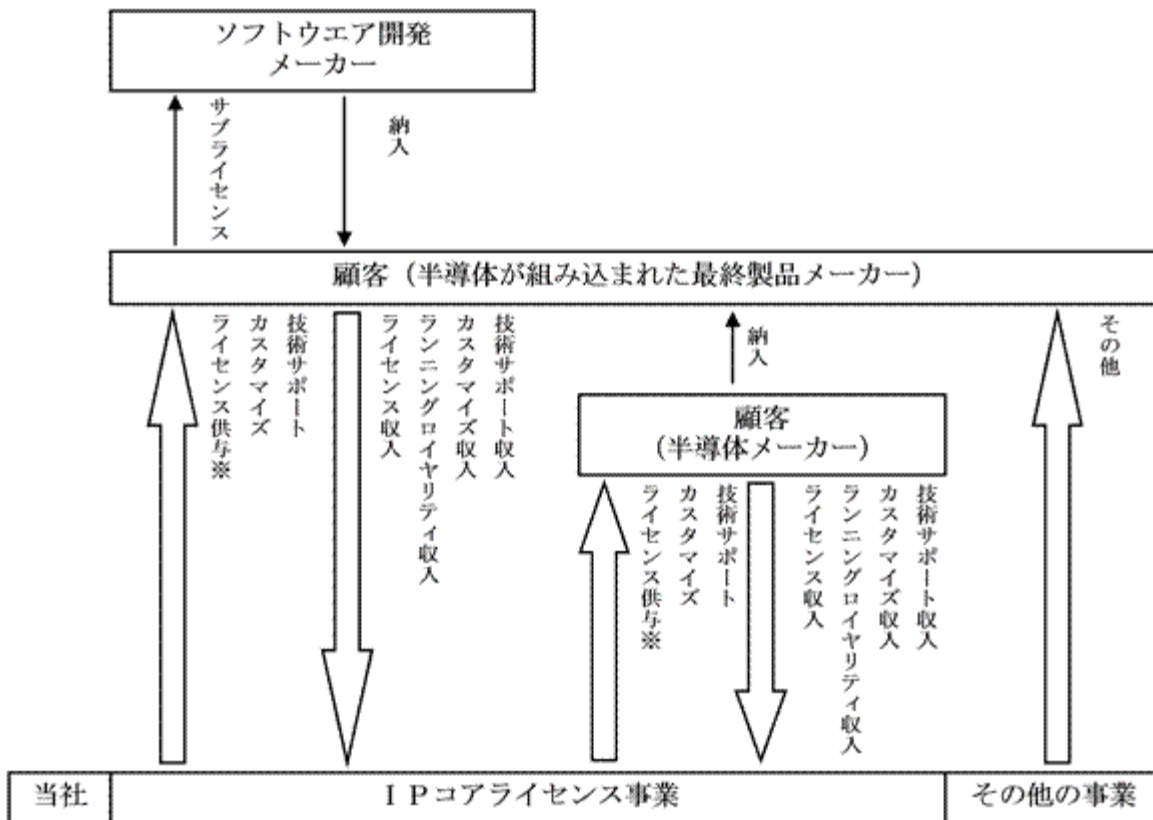 ソフトウエア開発
メーカー
サブライセンス
納入
顧客（半導体が組み込まれた最終製品メーカー）
技術サポート
カスタマイズ
ライセンス供与※
技術サポート収入
カスタマイズ収入
ランニングロイヤリティ収入
ライセンス収入
納入
その他
顧客
（半導体メーカー）
技術サポート
カスタマイズ
ライセンス供与※
技術サポート収入
カスタマイズ収入
ランニングロイヤリティ収入
ライセンス収入
当社
ＩＰコアライセンス事業
その他の事業